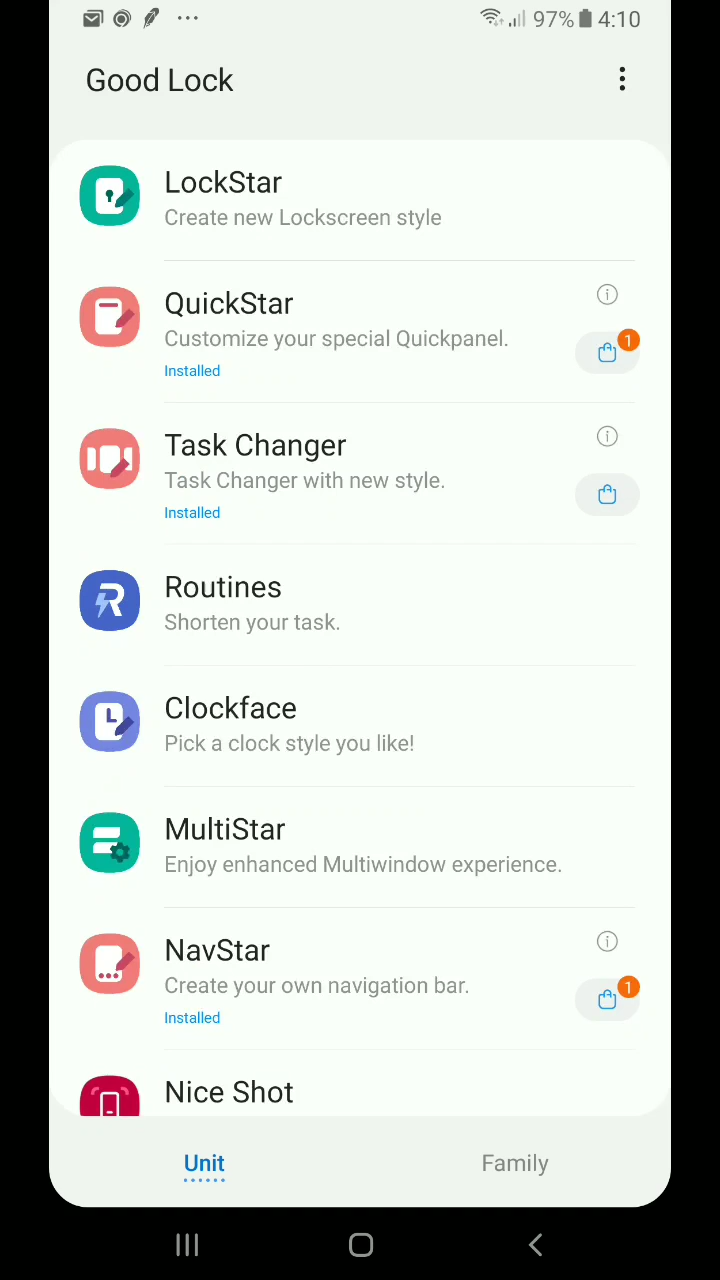 97% 4:10
Good Lock
LockStar
Create new Lockscreen style
QuickStar
Customize your special Quickpanel.
1
Installed
Task Changer
Task Changer with new style.
Installed
Routines
Shorten your task.
Clockface
Pick a clock style you like!
MultiStar
Enjoy enhanced Multiwindow experience.
NavStar
Create your own navigation bar.
1
Installed
Nice Shot
Unit Family